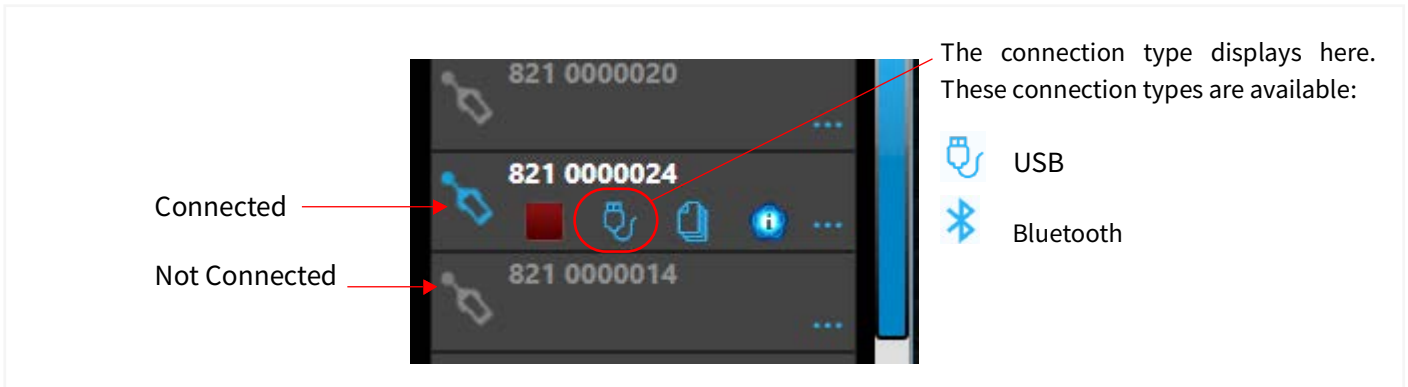 The connection type displays here.
These connection types are available:
821 0000020
...
USB
821 0000024
Connected
i
...
Bluetooth
Not Connected
821 0000014
...